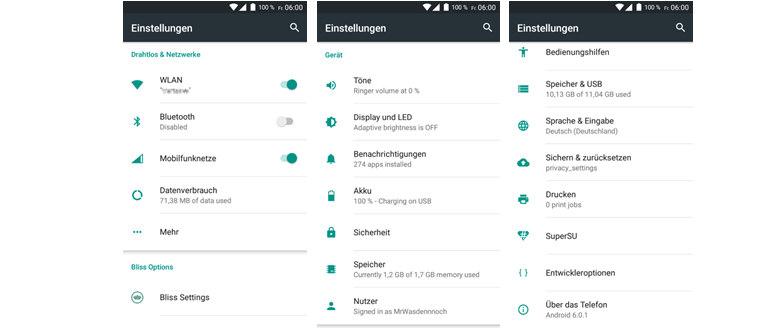 100 % Fr. 06:00
Einstellungen
Drahtlos & Netzwerke
WLAN
Bluetooth
Disabled
Mobilfunknetze
Datenverbrauch
71,38 MB of data used
Mehr
Bliss Options
Bliss Settings
100 % Fr. 06:00
Einstellungen
Gerät
Töne
Ringer volume at 0 %
Display und LED
Adaptive brightness is OFF
Benachrichtigungen
274 apps installed
Akku
100 % - Charging on USB
Sicherheit
Speicher
Currently 1,2 GB of 1,7 GB memory used
Nutzer
Signed in as MrWasdennnoch
100 % Fr. 06:00
Einstellungen
Bedienungshilfen
Speicher & USB
10,13 GB of 11,04 GB used
Sprache & Eingabe
Deutsch (Deutschland)
Sichern & zurücksetzen
privacy_settings
Drucken
0 print jobs
SuperSU
Entwickleroptionen
Über das Telefon
Android 6.0.1